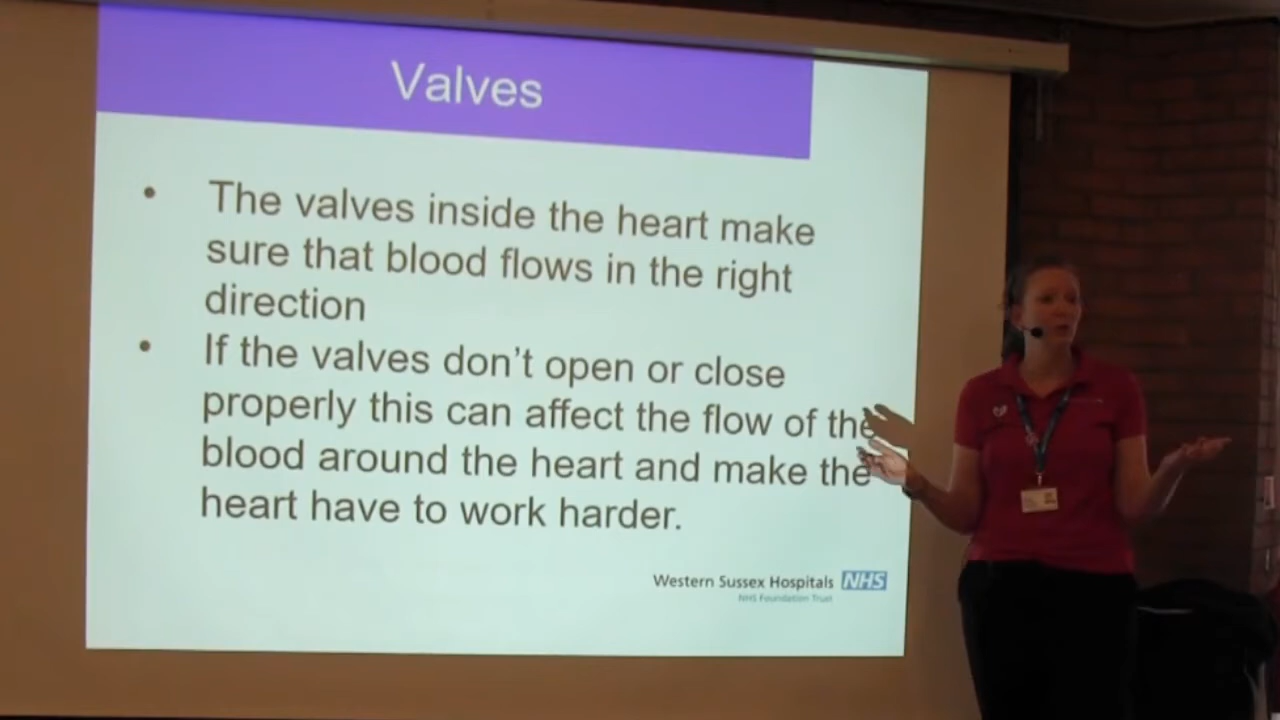 Valves
• The valves inside the heart make
sure that blood flows in the right
direction
• If the valves don't open or close
properly this can affect the flow of the
blood around the heart and make the
heart have to work harder.
Western Sussex Hospitals NHS
NHS Foundation Trust